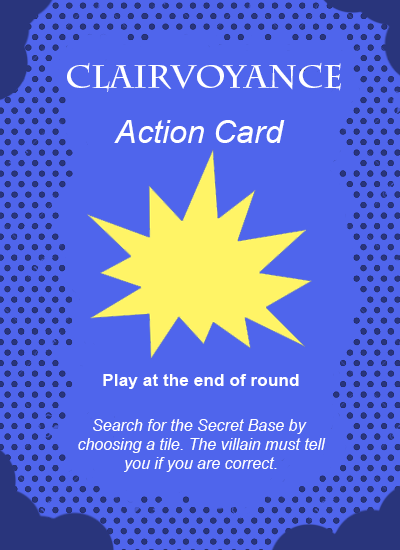 CLAIRVOYANCE
Action Card
Play at the end of round
Search for the Secret Base by
choosing a tile. The villain must tell
you if you are correct.